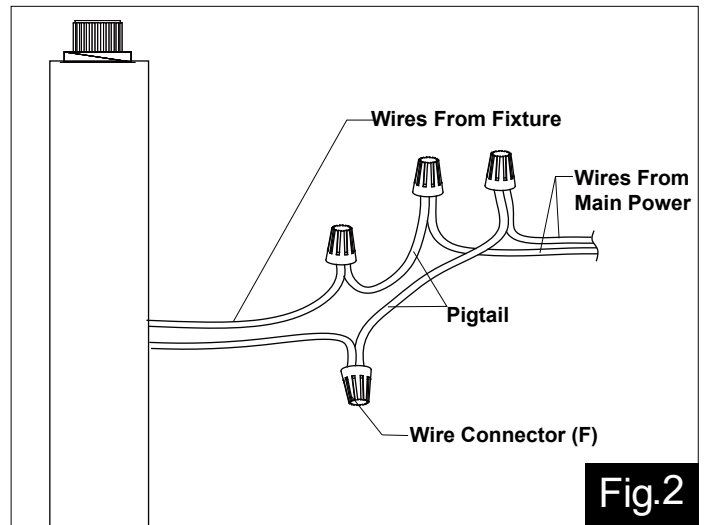 Wires From Fixture
Wires From
Main Power
Pigtail
Wire Connector (F)
Fig.2